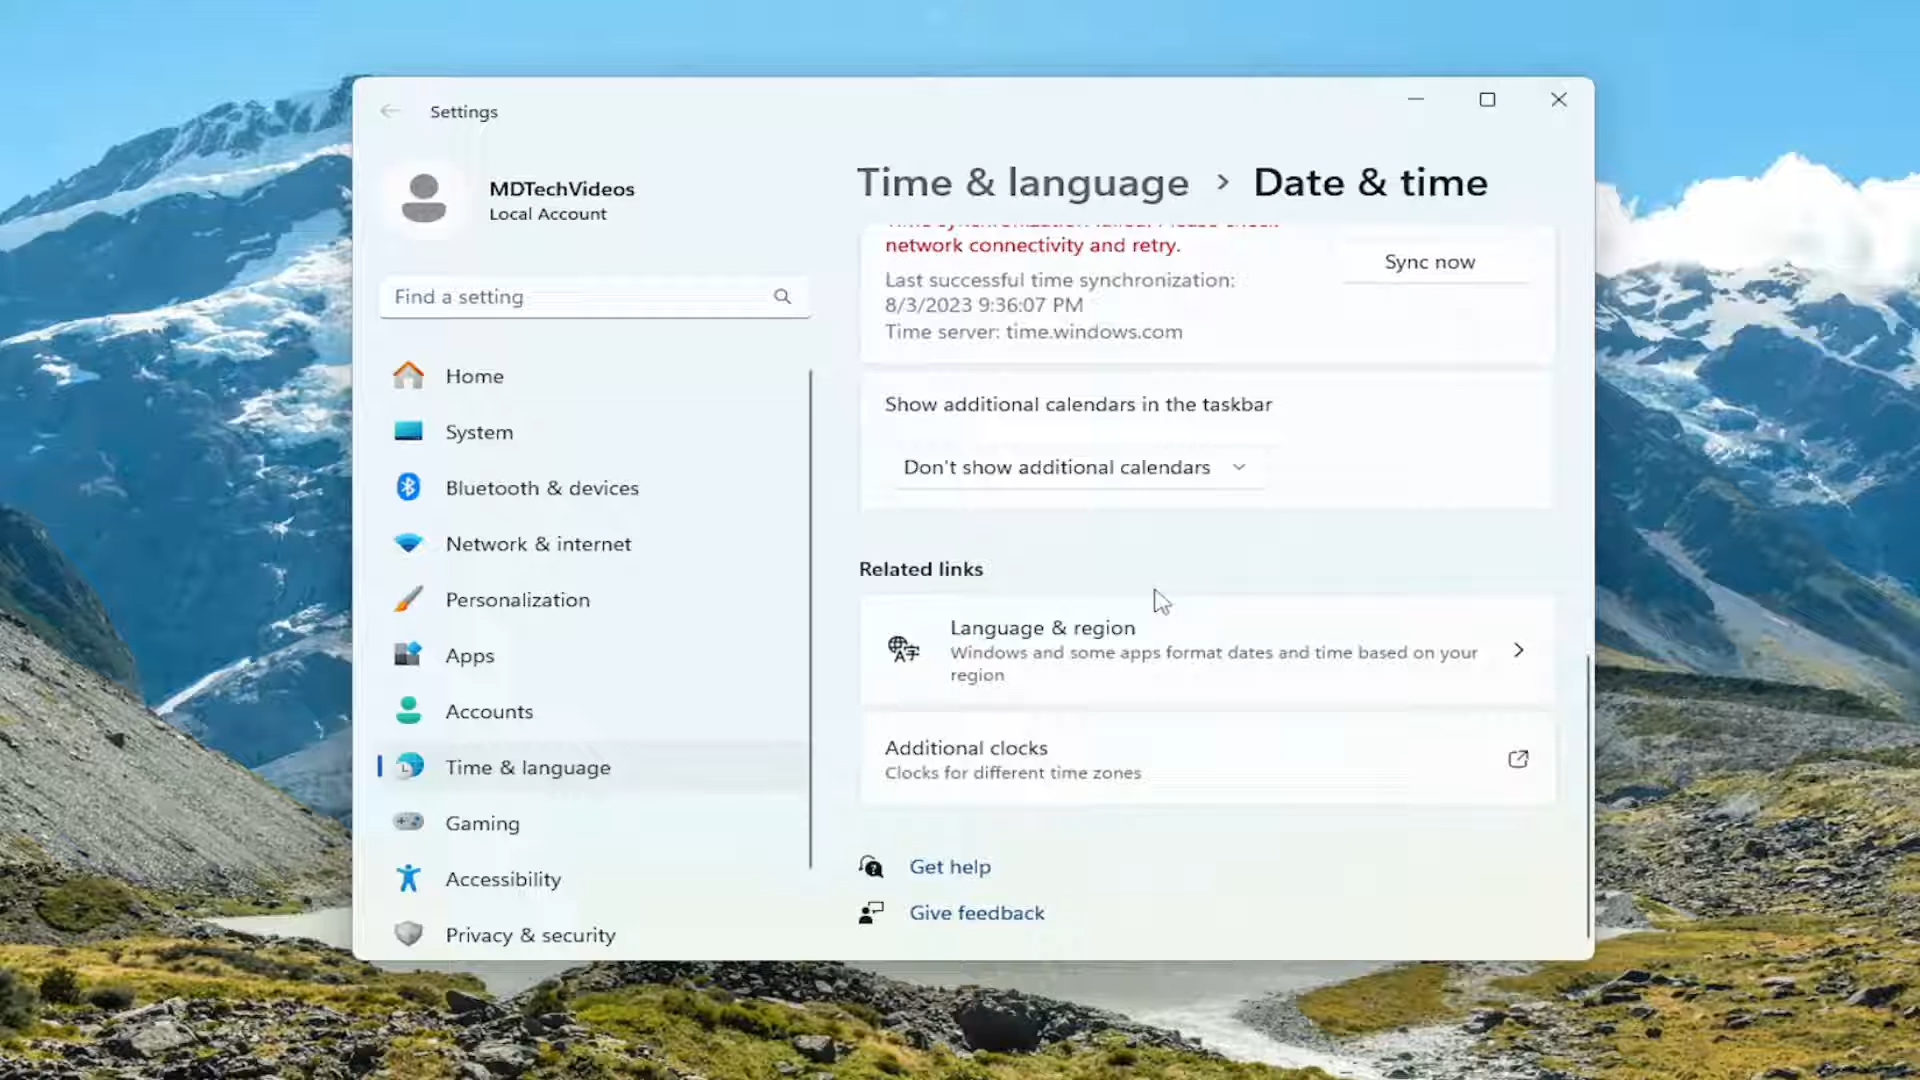 Settings
MDTechVideos
Local Account
Find a setting
Home
System
Bluetooth & devices
Network & internet
Personalization
Apps
Accounts
Time & language
Gaming
Accessibility
Privacy & security
Time & language > Date & time
network connectivity and retry.
Last successful time synchronization:
8/3/2023 9:36:07 PM
Time server: time.windows.com
Sync now
Show additional calendars in the taskbar
Don't show additional calendars
Related links
Language & region
Windows and some apps format dates and time based on your
region
Additional clocks
Clocks for different time zones
Get help
Give feedback